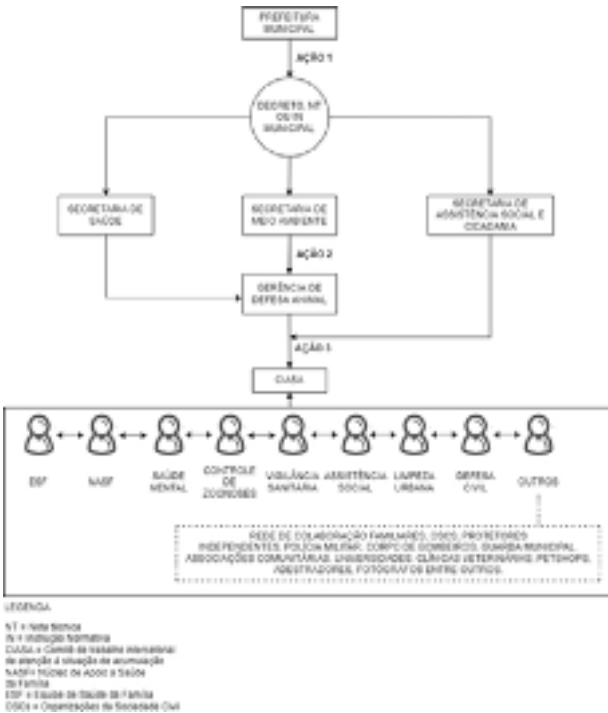 PREFEITURA
MUNICIPAL
AÇÃO 1
DECRETO, NT
OU IN
MUNICIPAL
SECRETARIA DE
SAÚDE
SECRETARIA DE
MEIO AMBIENTE
SECRETARIA DE
ASSISTÊNCIA SOCIAL E
CIDADANIA
AÇÃO 2
GERÊNCIA DE
DEFESA ANIMAL
AÇÃO 3
CIASA
ESF
NASF
SAÚDE
MENTAL
CONTROLE
DE
ZOONOSES
VIGILÂNCIA
SANITÁRIA
ASSISTÊNCIA
SOCIAL
LIMPEZA
URBANA
DEFESA
CIVIL
OUTROS
REDE DE COLABORAÇÃO FAMILIARES, OSCS, PROTETORES
INDEPENDENTES, POLÍCIA MILITAR, CORPO DE BOMBEIROS, GUARDA MUNICIPAL,
ASSOCIAÇÕES COMUNITÁRIAS, UNIVERSIDADES, CLÍNICAS VETERINÁRIAS, PETSHOPS,
ADESTRADORES, FOTÓGRAFOS ENTRE OUTROS.
LEGENDA
NT = Nota técnica
IN = Instrução Normativa
CIASA = Comitê de trabalho
de atenção à situação de acumulação
NASF= Núcleo de Apoio a Saúde
da Família
ESF = Equipe de Saúde da Família
OSCs = Organizações da Sociedade Civil